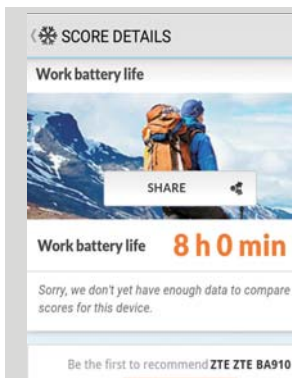 SCORE DETAILS
Work battery life
SHARE
Work battery life 8 h 0 min
Sorry, we don't yet have enough data to compare
scores for this device.
Be the first to recommend ZTE ZTE BA910